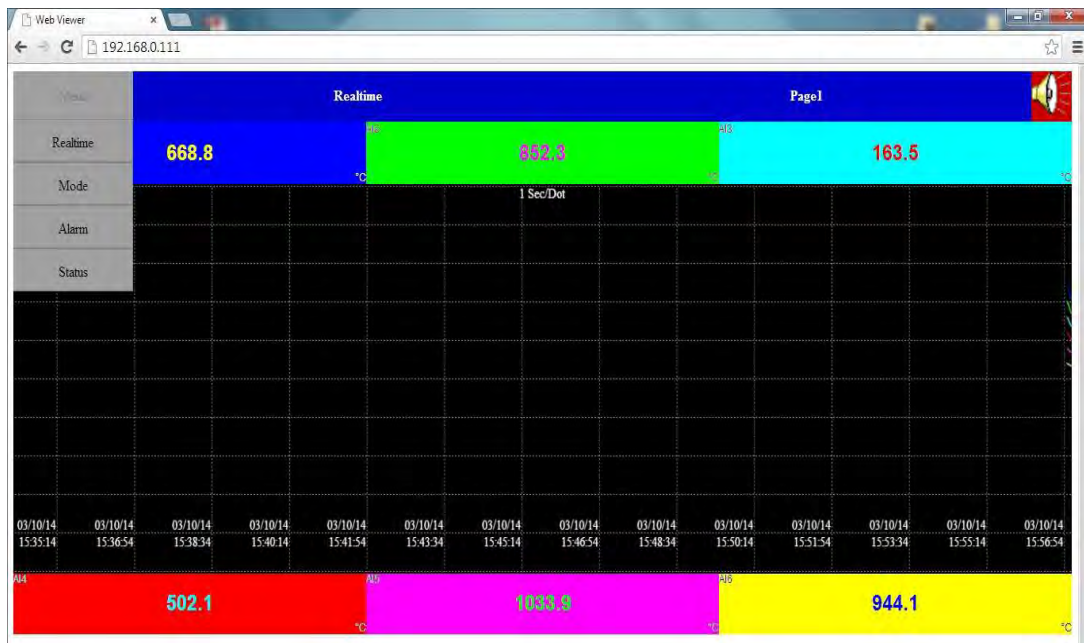 Web Viewer
192.168.0.111
Menu Realtime Page1
Realtime
Mode
Alarm
Status
668.8 °C
AI2 852.3
AI3 163.5 °C
1 Sec/Dot
03/10/14 03/10/14 03/10/14 03/10/14 03/10/14 03/10/14 03/10/14 03/10/14 03/10/14 03/10/14 03/10/14 03/10/14 03/10/14 03/10/14
15:35:14 15:36:54 15:38:34 15:40:14 15:41:54 15:43:34 15:45:14 15:46:54 15:48:34 15:50:14 15:51:54 15:53:34 15:55:14 15:56:54
AI4 502.1 °C
AI5 1033.9 °C
AI6 944.1 °C